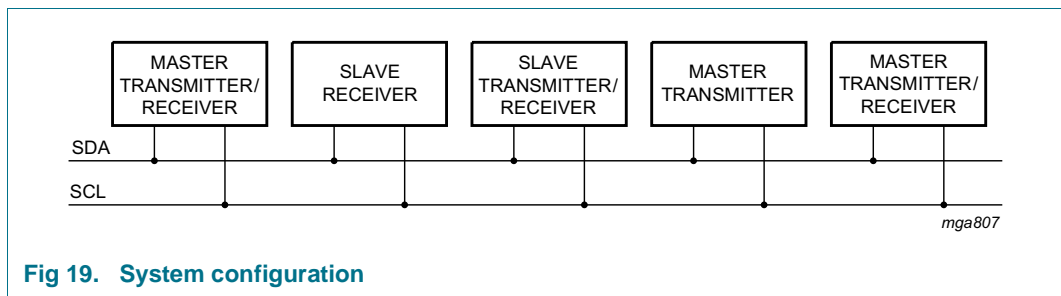 MASTER
TRANSMITTER/
RECEIVER
SLAVE
RECEIVER
SLAVE
TRANSMITTER/
RECEIVER
MASTER
TRANSMITTER
MASTER
TRANSMITTER/
RECEIVER
SDA
SCL
mga807
Fig 19. System configuration